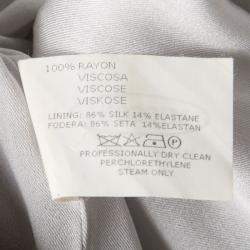 100% RAYON
VISCOSA
VISCOSE
VISKOSE
LINING: 86% SILK 14% ELASTANE
FODERA: 86% SETA 14%ELASTAN
PROFESSIONALLY DRY CLEAN
PERCHLORETHYLENE
STEAM ONLY